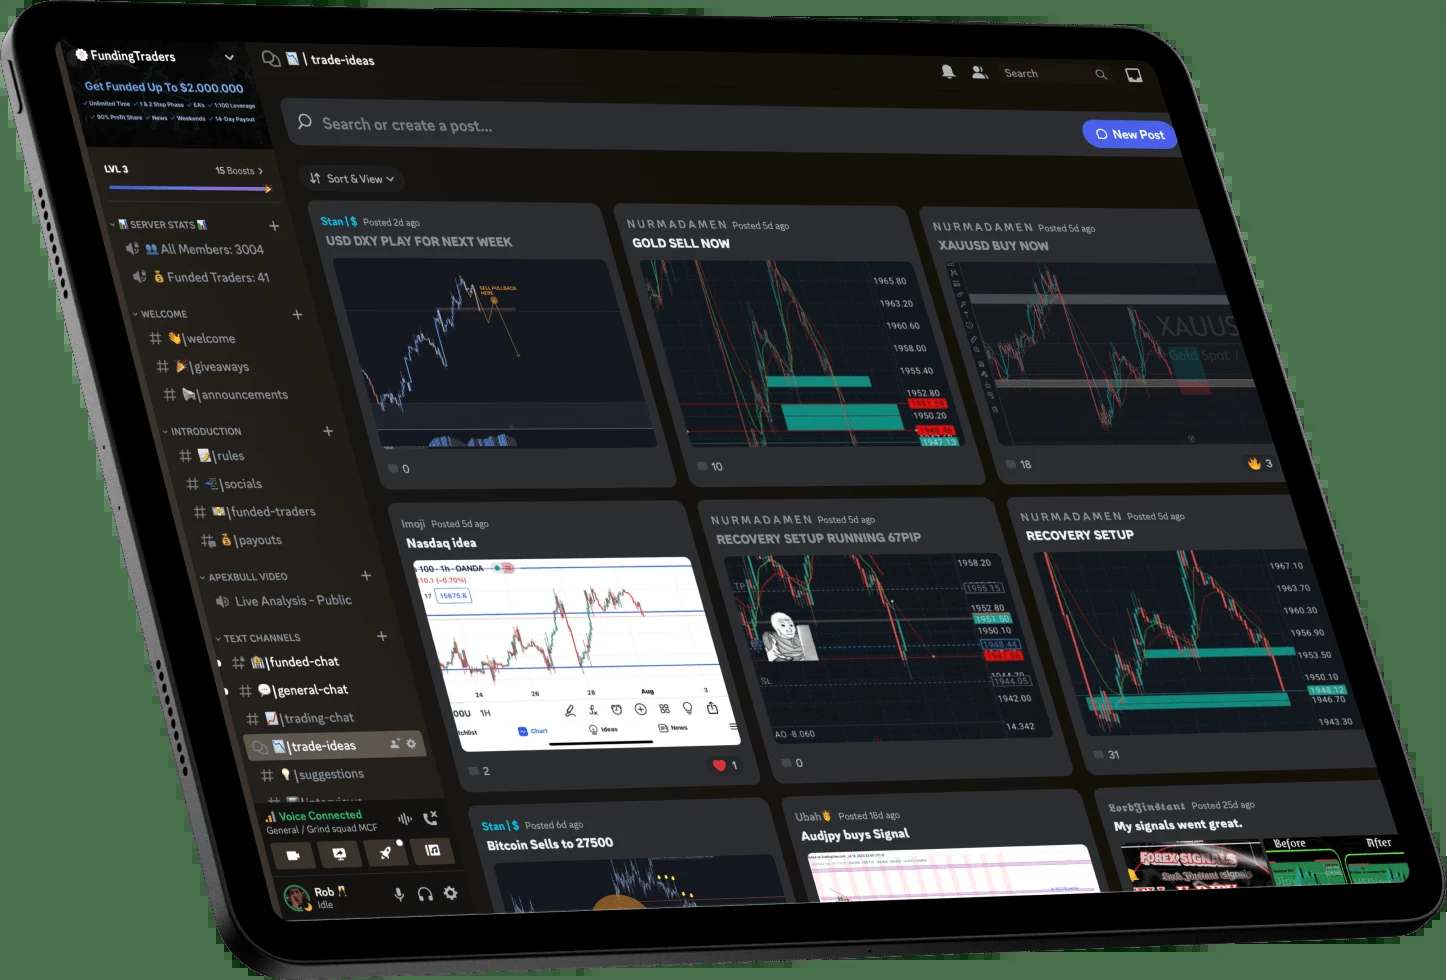 FundingTraders
Get Funded Up To $2.000.000
✓ Unlimited Time ✓ 1 & 2 Step Phase ✓ EA's ✓ 1:100 Leverage
✓ 90% Profit Share ✓ News ✓ Weekends ✓ 14-Day Payout
LVL 3
15 Boosts >
SERVER STATS
All Members: 3004
Funded Traders: 41
WELCOME
# 👋|welcome
# 🎉|giveaways
# 📢|announcements
INTRODUCTION
# 📝|rules
# 📲|socials
# |funded-traders
# 💰|payouts
APEXBULL VIDEO
Live Analysis - Public
TEXT CHANNELS
# |funded-chat
# 💬|general-chat
# 📈|trading-chat
📉|trade-ideas
# 💡|suggestions
Voice Connected
General / Grind squad MCF
Rob
Idle
📉 | trade-ideas
Search
Search or create a post...
New Post
Sort & View
Stan | $ Posted 2d ago
USD DXY PLAY FOR NEXT WEEK
SELL PULLBACK
HERE
0
NURMADAMEN Posted 5d ago
GOLD SELL NOW
1965.80
1963.20
1960.60
1958.00
1955.40
1952.80
1950.20
1947.13
10
NURMADAMEN Posted 5d ago
XAUUSD BUY NOW
XAUUS
Gold Spot /
18
🔥 3
Imoji Posted 5d ago
Nasdaq idea
100 · 1h · OANDA
10.1 (-0.70%)
17
15675.8
24
26
28
Aug
3
00U 1H
tchlist
Chart
Ideas
News
2
❤️ 1
NURMADAMEN Posted 5d ago
RECOVERY SETUP RUNNING 67PIP
TP
SL
AO -8.060
1958.20
1955.15
1952.80
1951.50
1950.10
1948.44
1944.05
1942.00
14.342
0
NURMADAMEN Posted 5d ago
RECOVERY SETUP
1967.10
1963.70
1960.30
1956.90
1953.50
1950.10
1948.12
1946.70
1943.30
31
Stan | $ Posted 6d ago
Bitcoin Sells to 27500
Ubah Posted 18d ago
Audjpy buys Signal
LordJinstant Posted 25d ago
My signals went great.
FOREX SIGNALS
Before
After